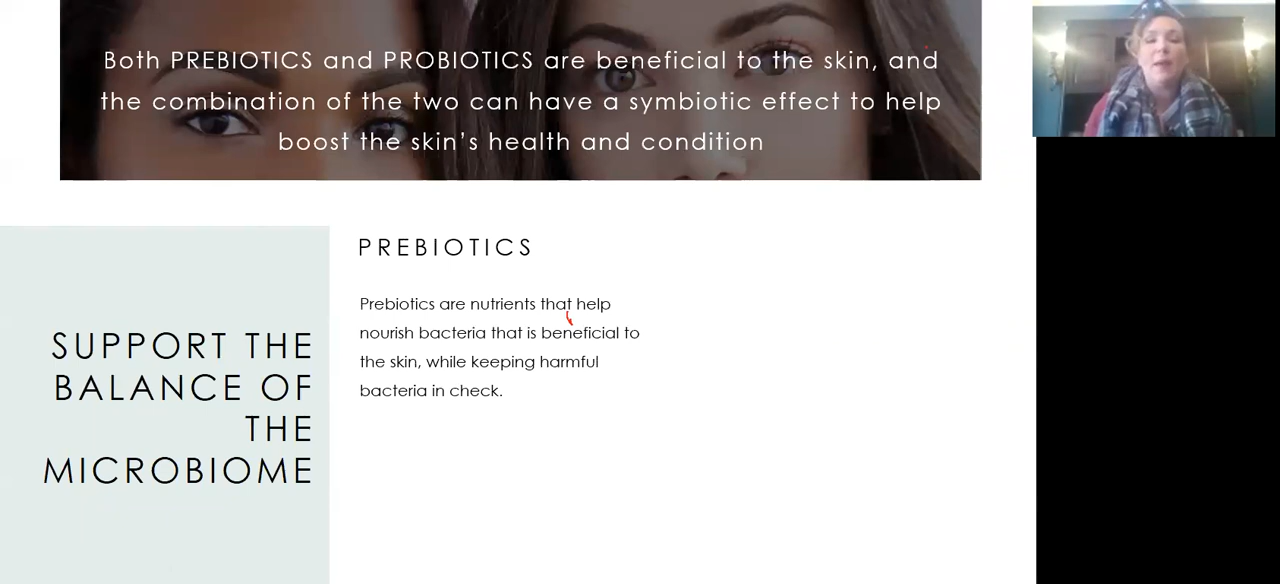 Both PREBIOTICS and PROBIOTICS are beneficial to the skin, and
the combination of the two can have a symbiotic effect to help
boost the skin’s health and condition
SUPPORT THE
BALANCE OF
THE
MICROBIOME
PREBIOTICS
Prebiotics are nutrients that help
nourish bacteria that is beneficial to
the skin, while keeping harmful
bacteria in check.